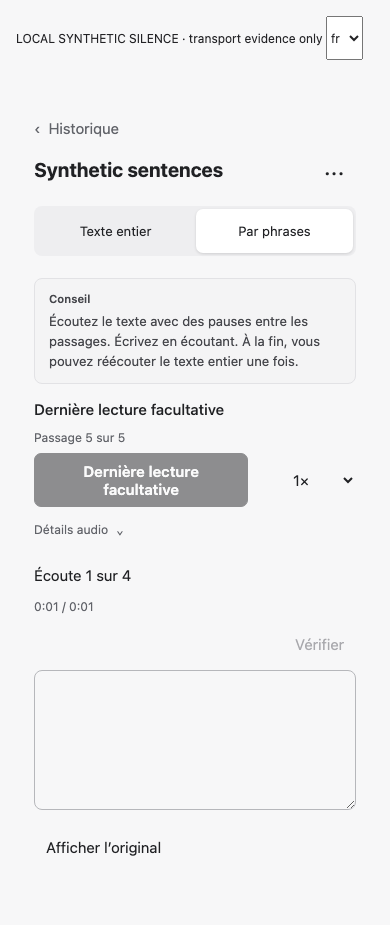 LOCAL SYNTHETIC SILENCE · transport evidence only fr
‹ Historique
Synthetic sentences ...
Texte entier Par phrases
Conseil
Écoutez le texte avec des pauses entre les
passages. Écrivez en écoutant. À la fin, vous
pouvez réécouter le texte entier une fois.
Dernière lecture facultative
Passage 5 sur 5
Dernière lecture
facultative
1×
Détails audio
Écoute 1 sur 4
0:01 / 0:01
Vérifier
Afficher l’original